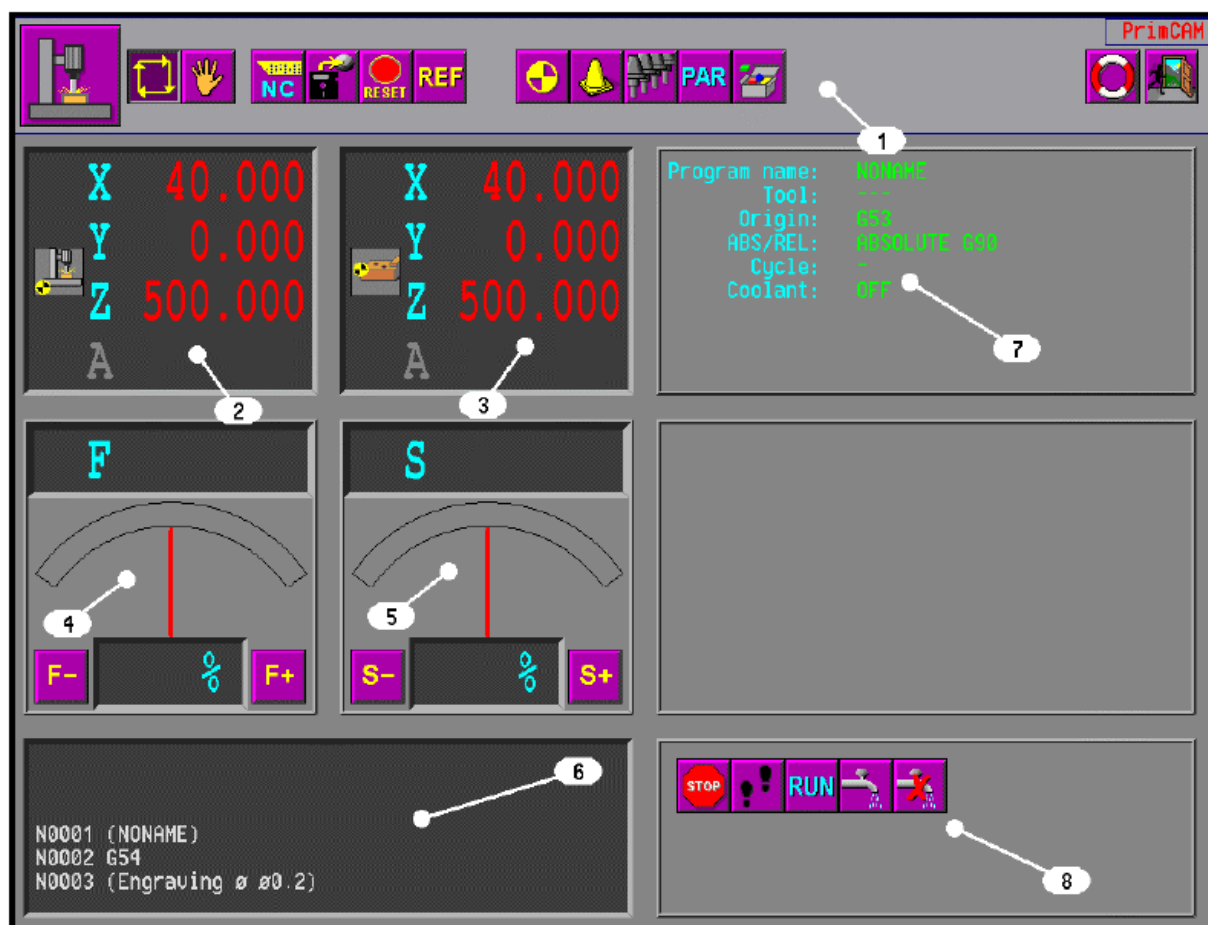 PrimCAM
NC
RESET
REF
PAR
1
X 40.000
Y 0.000
Z 500.000
A
2
X 40.000
Y 0.000
Z 500.000
A
3
Program name: NONAME
Tool: ---
Origin: G53
ABS/REL: ABSOLUTE G90
Cycle: -
Coolant: OFF
7
F
4
F- % F+
S
5
S- % S+
6
N0001 (NONAME)
N0002 G54
N0003 (Engraving ø ø0.2)
STOP
RUN
8